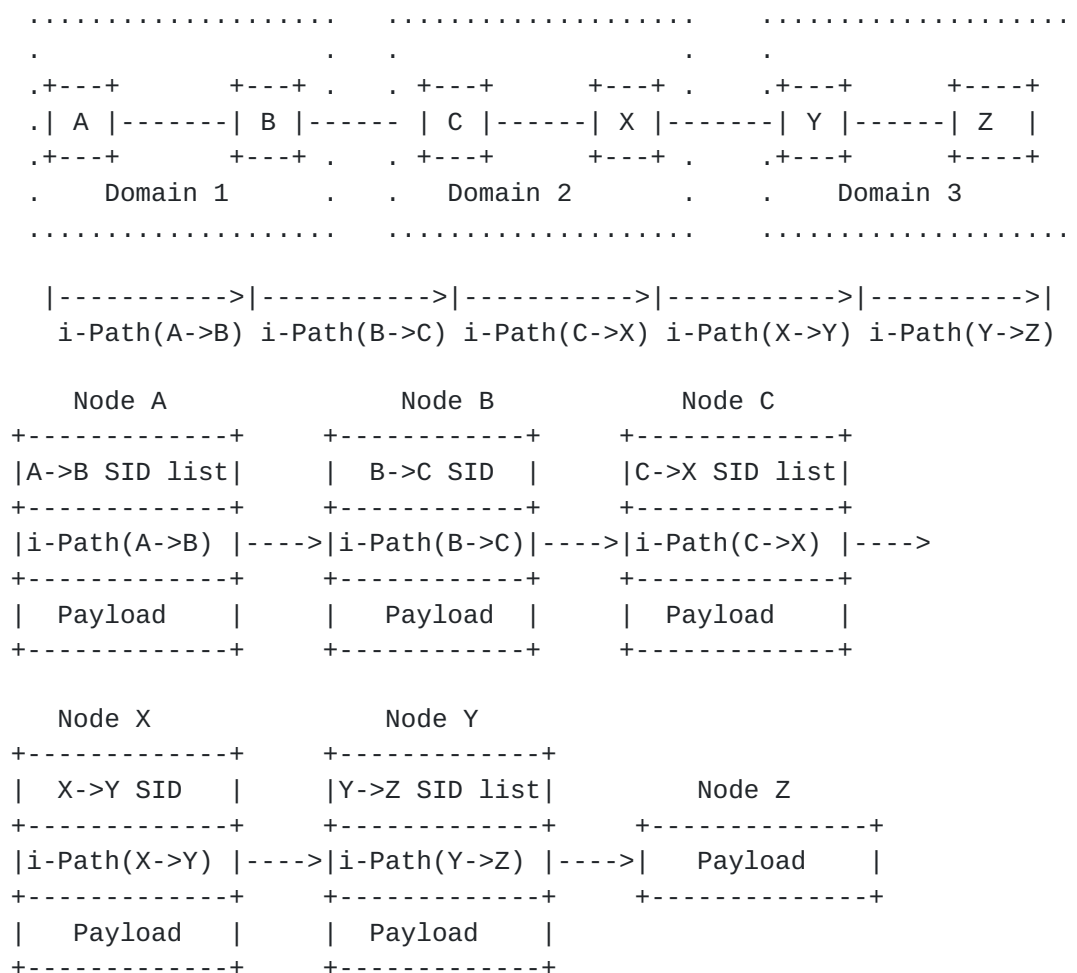 ....................   ....................    ....................
.                  .   .                  .    .
.+---+       +---+ .   . +---+      +---+ .    .+---+      +----+
.| A |-------| B |------ | C |------| X |-------| Y |------| Z  |
.+---+       +---+ .   . +---+      +---+ .    .+---+      +----+
.    Domain 1      .   .   Domain 2       .    .    Domain 3
....................   ....................    ....................
|----------->|----------->|----------->|----------->|---------->|
i-Path(A->B) i-Path(B->C) i-Path(C->X) i-Path(X->Y) i-Path(Y->Z)
Node A               Node B            Node C
+-------------+     +------------+     +-------------+
|A->B SID list|     |  B->C SID  |     |C->X SID list|
+-------------+     +------------+     +-------------+
|i-Path(A->B) |---->|i-Path(B->C)|---->|i-Path(C->X) |---->
+-------------+     +------------+     +-------------+
|  Payload    |     |   Payload  |     |  Payload    |
+-------------+     +------------+     +-------------+
Node X               Node Y
+-------------+     +-------------+
|  X->Y SID   |     |Y->Z SID list|         Node Z
+-------------+     +-------------+     +--------------+
|i-Path(X->Y) |---->|i-Path(Y->Z) |---->|   Payload    |
+-------------+     +-------------+     +--------------+
|   Payload   |     |  Payload    |
+-------------+     +-------------+